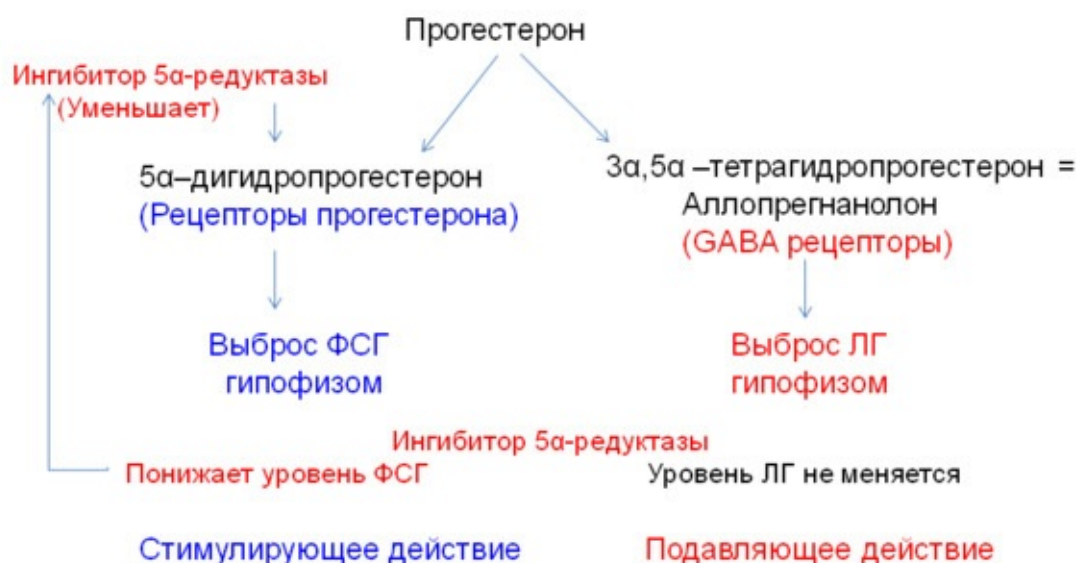 Прогестерон
Ингибитор 5α-редуктазы
(Уменьшает)
5α–дигидропрогестерон
(Рецепторы прогестерона)
3α,5α –тетрагидропрогестерон =
Аллопрегнанолон
(GABA рецепторы)
Выброс ФСГ
гипофизом
Выброс ЛГ
гипофизом
Ингибитор 5α-редуктазы
Понижает уровень ФСГ
Уровень ЛГ не меняется
Стимулирующее действие
Подавляющее действие